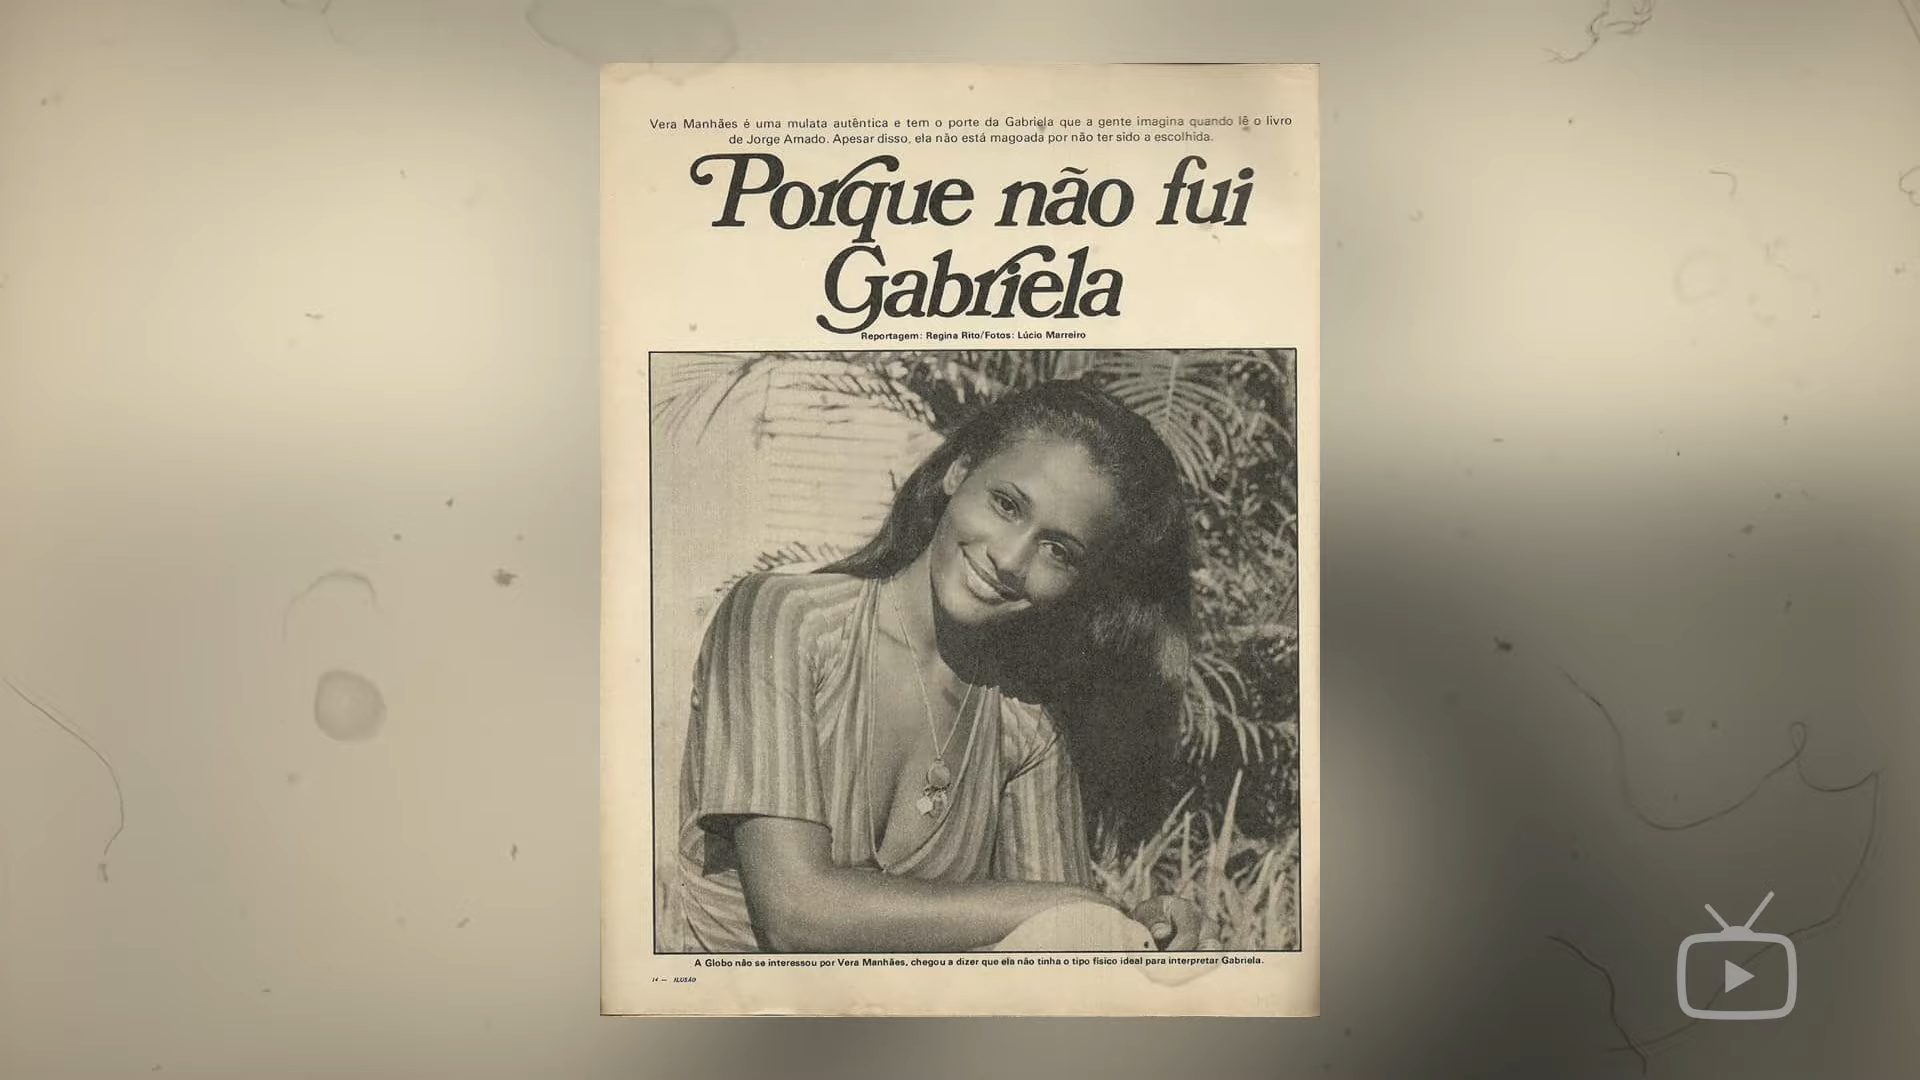 Vera Manhães é uma mulata autêntica e tem o porte da Gabriela que a gente imagina quando lê o livro
de Jorge Amado. Apesar disso, ela não está magoada por não ter sido a escolhida.
Porque não fui
Gabriela
Reportagem: Regina Rito/Fotos: Lúcio Marreiro
A Globo não se interessou por Vera Manhães, chegou a dizer que ela não tinha o tipo físico ideal para interpretar Gabriela.
14 — ILUSÃO